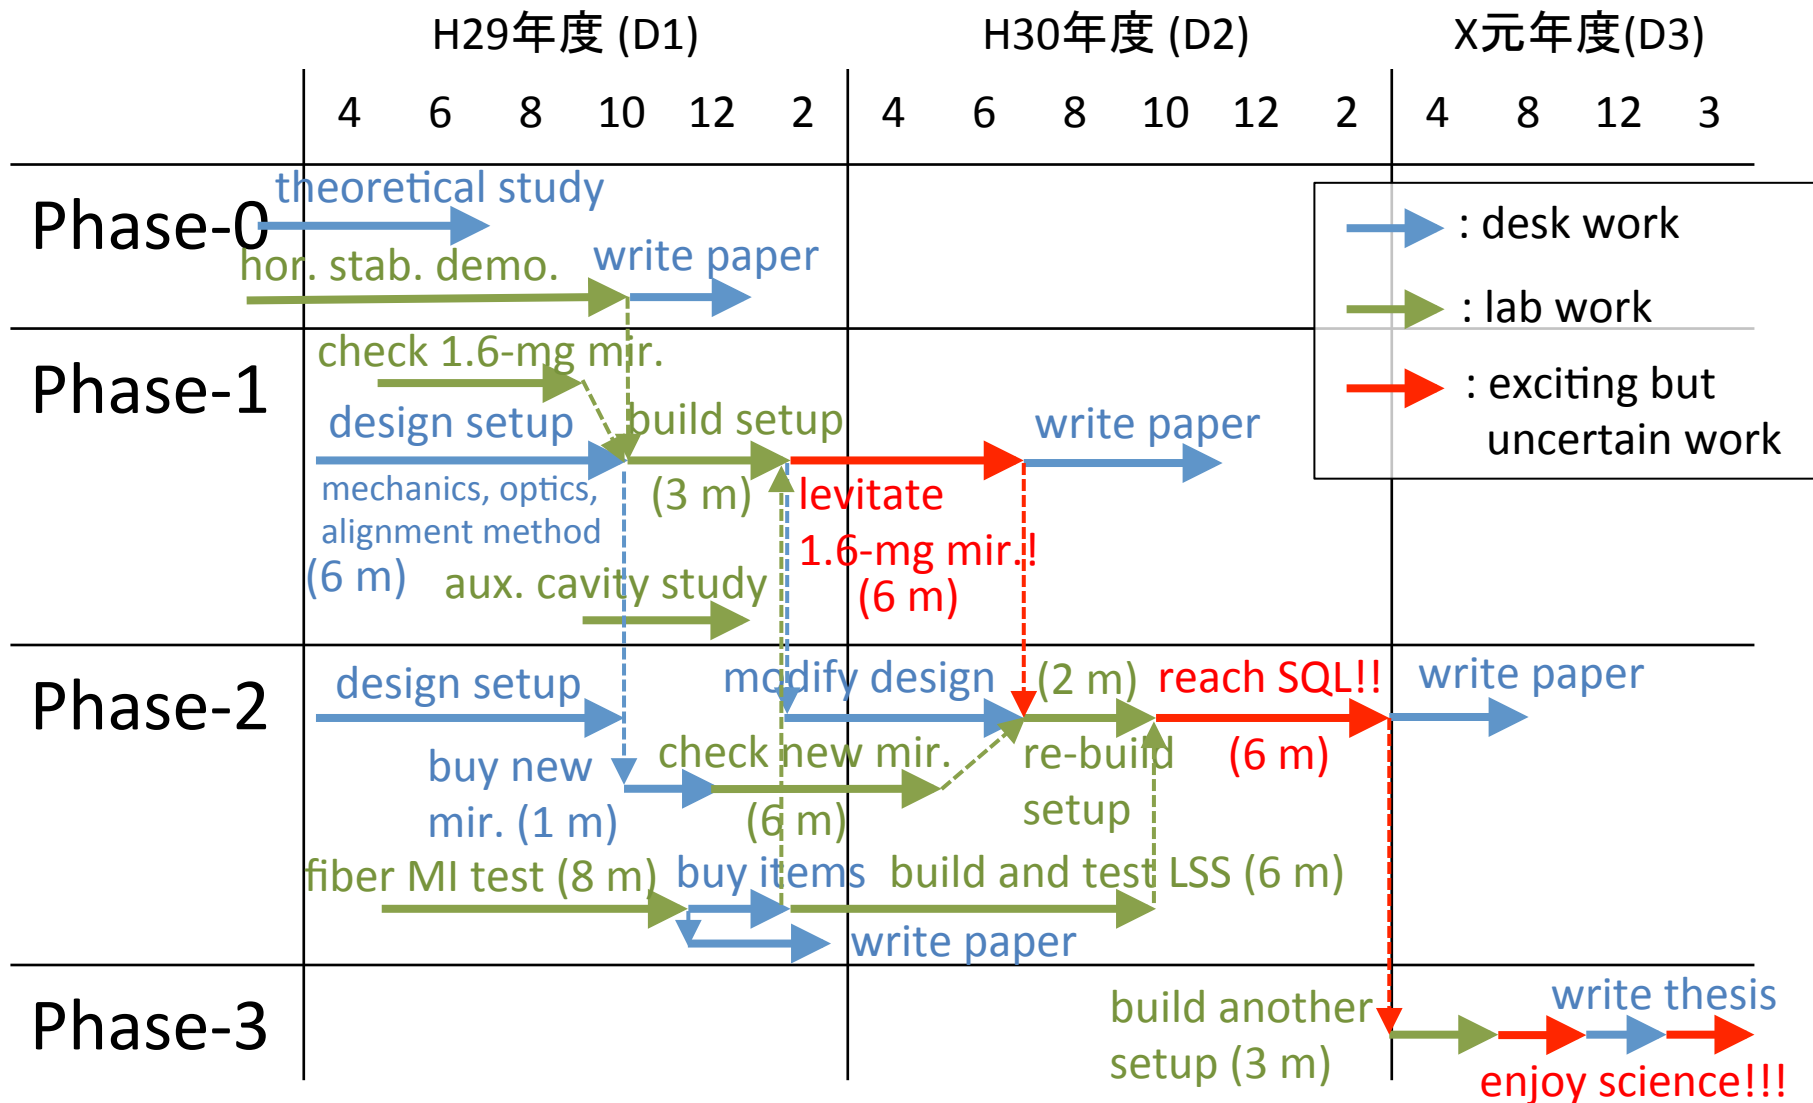 H29年度 (D1)
H30年度 (D2)
X元年度(D3)
4 6 8 10 12 2 4 6 8 10 12 2 4 8 12 3
Phase-0
theoretical study
hor. stab. demo.
write paper
: desk work
: lab work
: exciting but
uncertain work
Phase-1
check 1.6-mg mir.
design setup
build setup
write paper
mechanics, optics,
alignment method
(6 m)
(3 m)
levitate
1.6-mg mir.!
(6 m)
aux. cavity study
Phase-2
design setup
modify design
(2 m)
reach SQL!!
write paper
buy new
mir. (1 m)
check new mir.
(6 m)
re-build
setup
(6 m)
fiber MI test (8 m)
buy items
build and test LSS (6 m)
write paper
Phase-3
build another
setup (3 m)
write thesis
enjoy science!!!